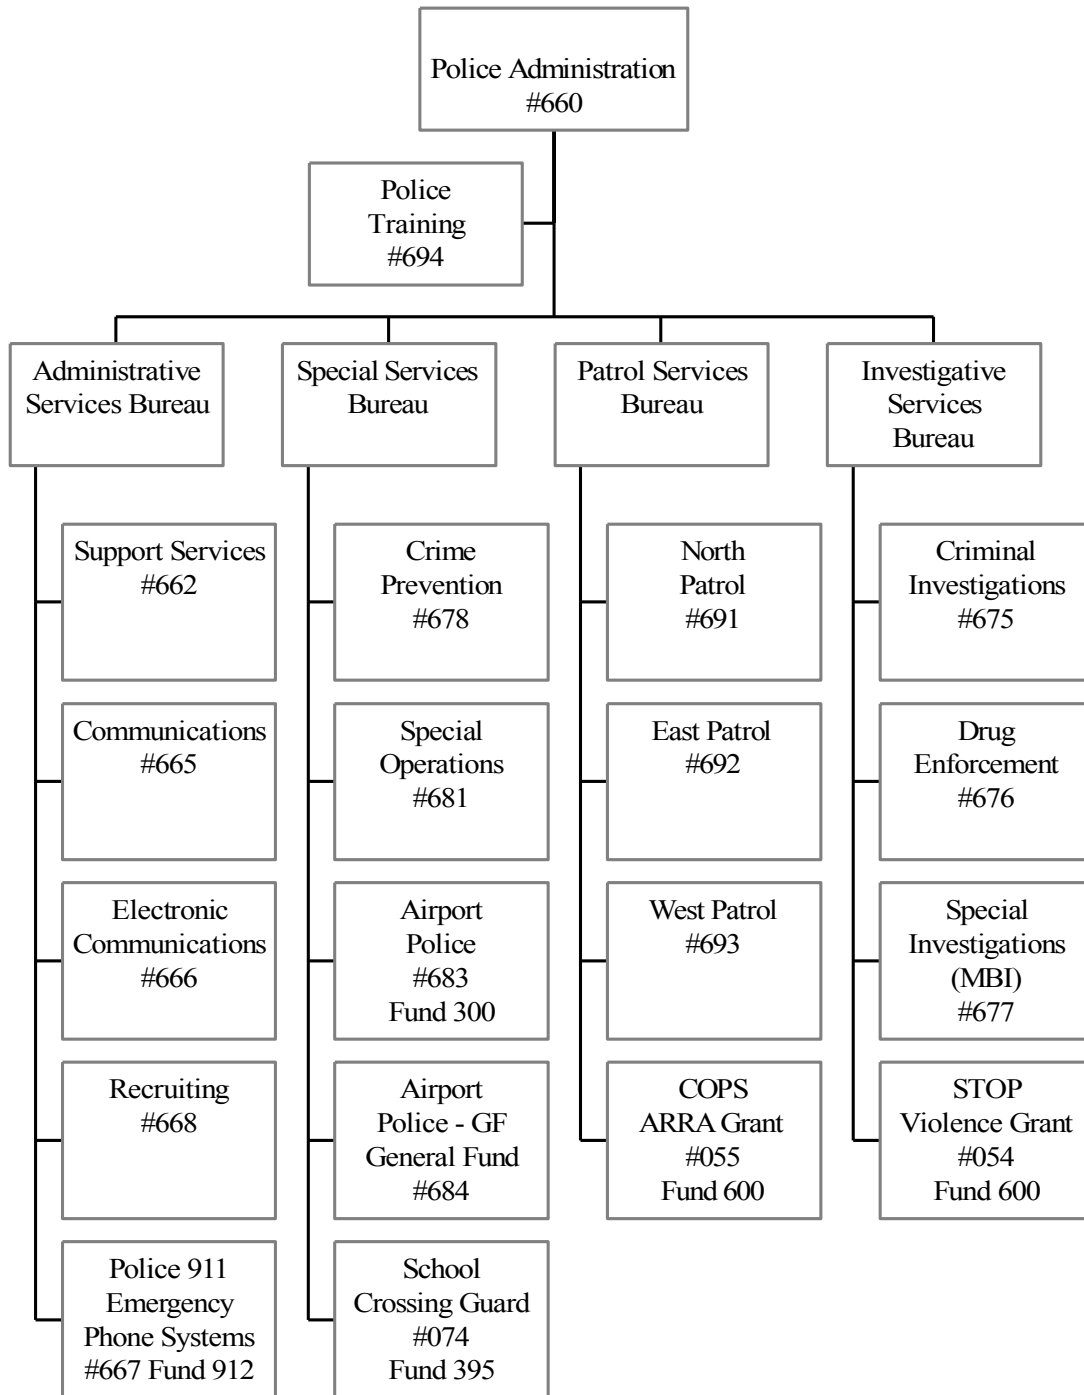 Police Administration
#660
Police
Training
#694
Administrative
Services Bureau
Special Services
Bureau
Patrol Services
Bureau
Investigative
Services
Bureau
Support Services
#662
Crime
Prevention
#678
North
Patrol
#691
Criminal
Investigations
#675
Communications
#665
Special
Operations
#681
East Patrol
#692
Drug
Enforcement
#676
Electronic
Communications
#666
Airport
Police
#683
Fund 300
West Patrol
#693
Special
Investigations
(MBI)
#677
Recruiting
#668
Airport
Police - GF
General Fund
#684
COPS
ARRA Grant
#055
Fund 600
STOP
Violence Grant
#054
Fund 600
Police 911
Emergency
Phone Systems
#667 Fund 912
School
Crossing Guard
#074
Fund 395